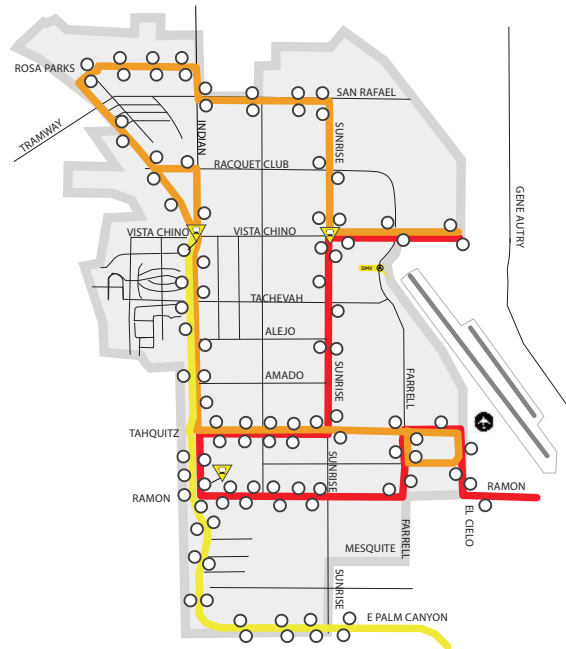 ROSA PARKS
SAN RAFAEL
TRAMWAY
INDIAN
SUNRISE
RACQUET CLUB
GENE AUTRY
VISTA CHINO
VISTA CHINO
DMV
TACHEVAH
ALEJO
SUNRISE
AMADO
FARRELL
TAHQUITZ
SUNRISE
RAMON
RAMON
EL CIELO
FARRELL
MESQUITE
SUNRISE
E PALM CANYON